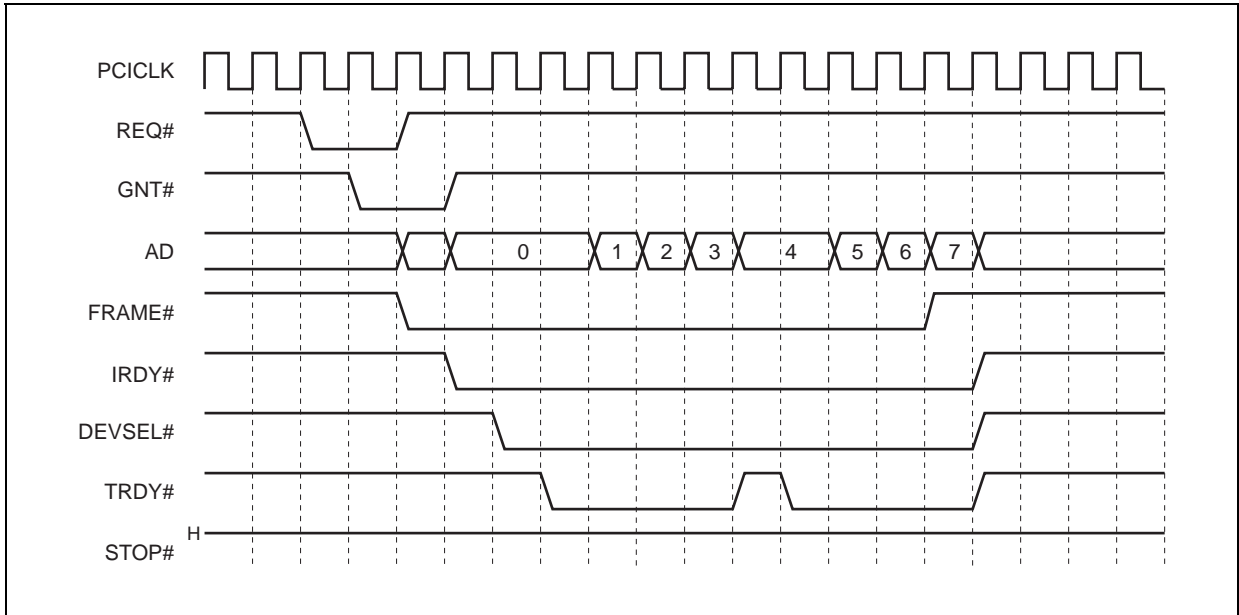 PCICLK
REQ#
GNT#
AD 0 1 2 3 4 5 6 7
FRAME#
IRDY#
DEVSEL#
TRDY#
H
STOP#